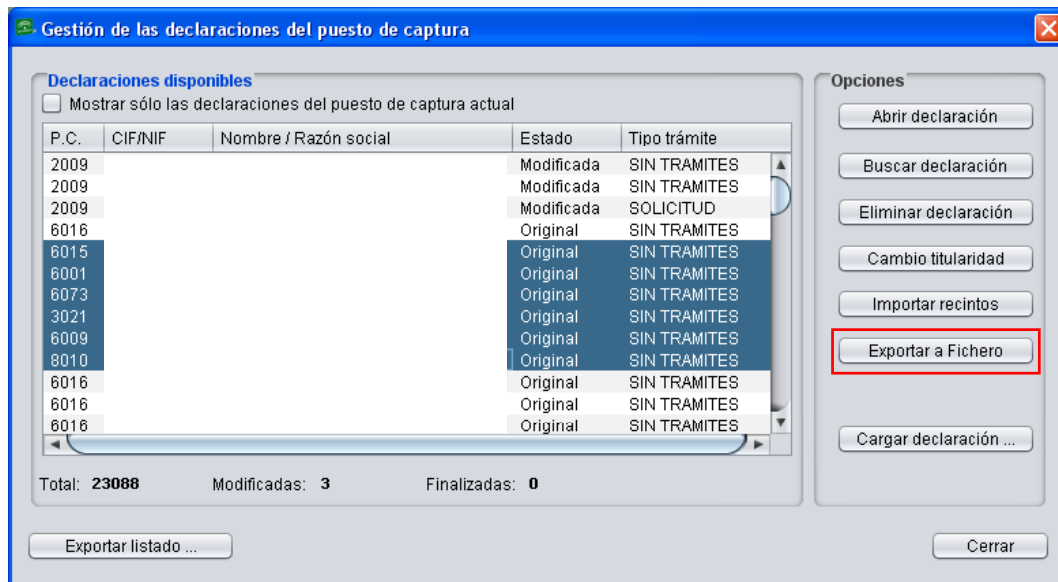 Gestión de las declaraciones del puesto de captura
Declaraciones disponibles
Mostrar sólo las declaraciones del puesto de captura actual
P.C. CIF/NIF Nombre / Razón social Estado Tipo trámite
2009 Modificada SIN TRAMITES
2009 Modificada SIN TRAMITES
2009 Modificada SOLICITUD
6016 Original SIN TRAMITES
6015 Original SIN TRAMITES
6001 Original SIN TRAMITES
6073 Original SIN TRAMITES
3021 Original SIN TRAMITES
6009 Original SIN TRAMITES
8010 Original SIN TRAMITES
6016 Original SIN TRAMITES
6016 Original SIN TRAMITES
6016 Original SIN TRAMITES
Total: 23088 Modificadas: 3 Finalizadas: 0
Opciones
Abrir declaración
Buscar declaración
Eliminar declaración
Cambio titularidad
Importar recintos
Exportar a Fichero
Cargar declaración ...
Exportar listado ...
Cerrar